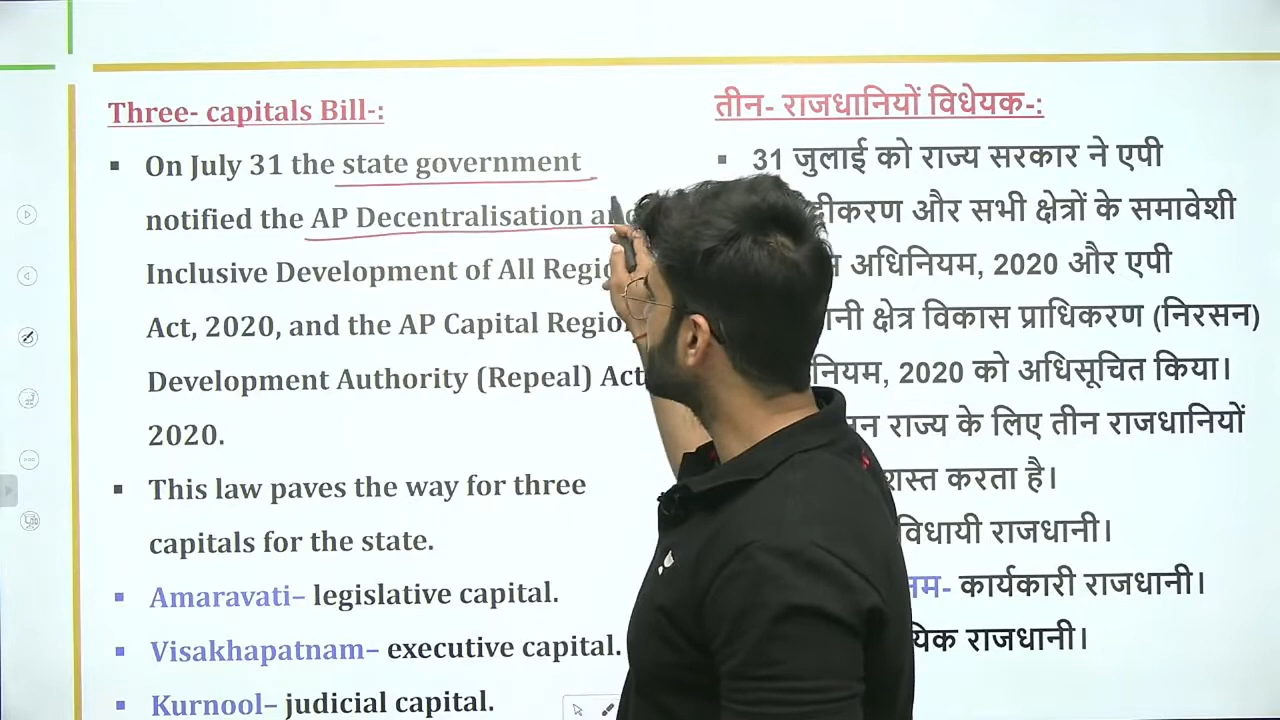 Three- capitals Bill-:
▪ On July 31 the state government
notified the AP Decentralisation
Inclusive Development of All
Act, 2020, and the AP Capital
Development Authority (Repeal) Act
2020.
▪ This law paves the way for three
capitals for the state.
▪ Amaravati– legislative capital.
▪ Visakhapatnam– executive capital.
▪ Kurnool– judicial capital.
तीन- राजधानियों विधेयक-:
▪ 31 जुलाई को राज्य सरकार ने एपी
और सभी क्षेत्रों के समावेशी
अधिनियम, 2020 और एपी
क्षेत्र विकास प्राधिकरण (निरसन)
2020 को अधिसूचित किया।
राज्य के लिए तीन राजधानियों
करता है।
विधायी राजधानी।
कार्यकारी राजधानी।
राजधानी।